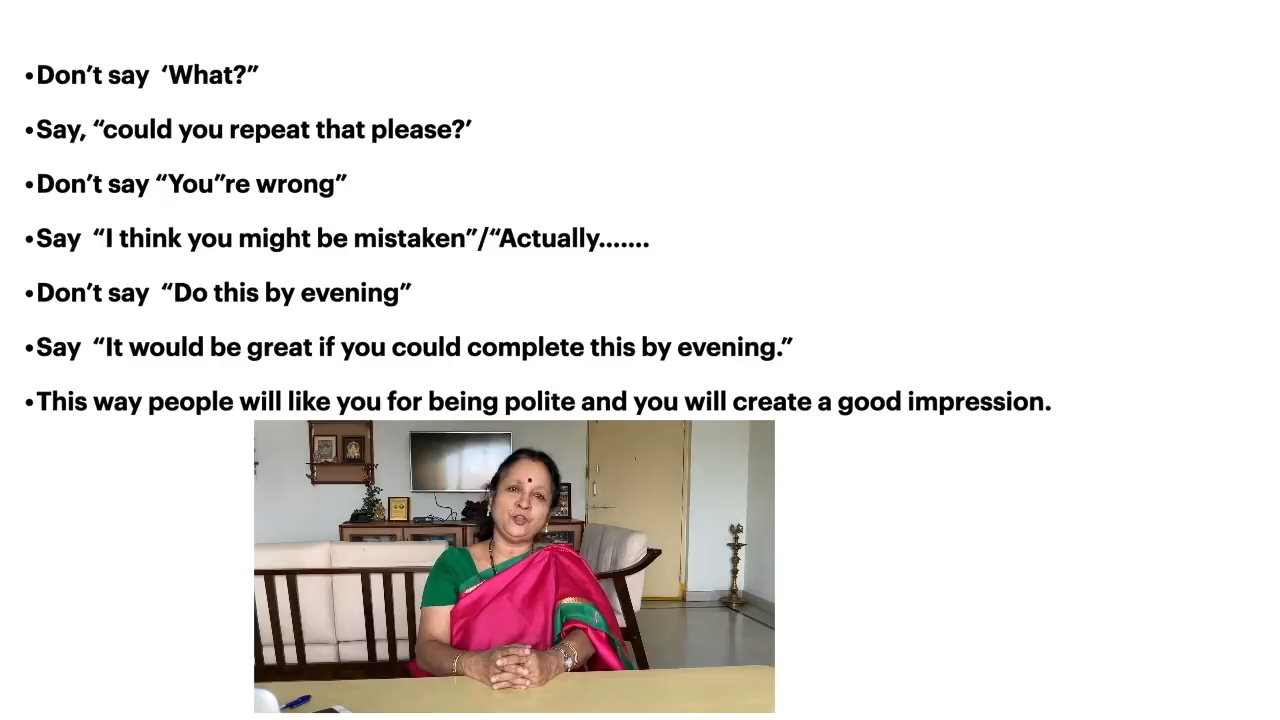 •Don’t say  ‘What?”
•Say, “could you repeat that please?’
•Don’t say “You”re wrong”
•Say  “I think you might be mistaken”/“Actually.......
•Don’t say  “Do this by evening”
•Say  “It would be great if you could complete this by evening.”
•This way people will like you for being polite and you will create a good impression.